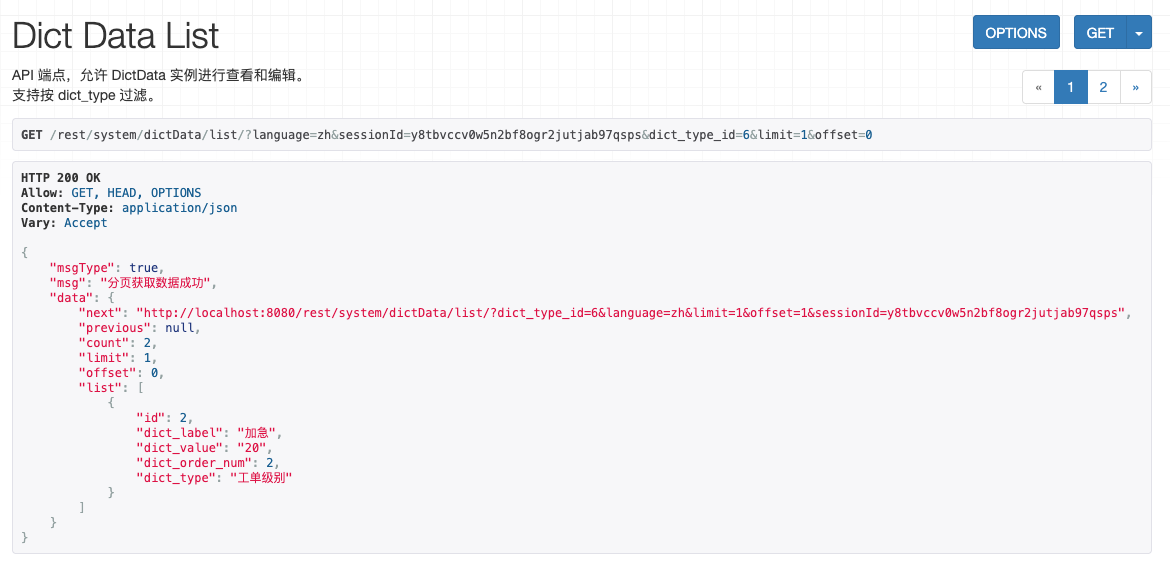 Dict Data List
OPTIONS
GET
API 端点，允许 DictData 实例进行查看和编辑。
支持按 dict_type 过滤。
« 1 2 »
GET /rest/system/dictData/list/?language=zh&sessionId=y8tbvccv0w5n2bf8ogr2jutjab97qsps&dict_type_id=6&limit=1&offset=0
HTTP 200 OK
Allow: GET, HEAD, OPTIONS
Content-Type: application/json
Vary: Accept
{
"msgType": true,
"msg": "分页获取数据成功",
"data": {
"next": "http://localhost:8080/rest/system/dictData/list/?dict_type_id=6&language=zh&limit=1&offset=1&sessionId=y8tbvccv0w5n2bf8ogr2jutjab97qsps",
"previous": null,
"count": 2,
"limit": 1,
"offset": 0,
"list": [
{
"id": 2,
"dict_label": "加急",
"dict_value": "20",
"dict_order_num": 2,
"dict_type": "工单级别"
}
]
}
}